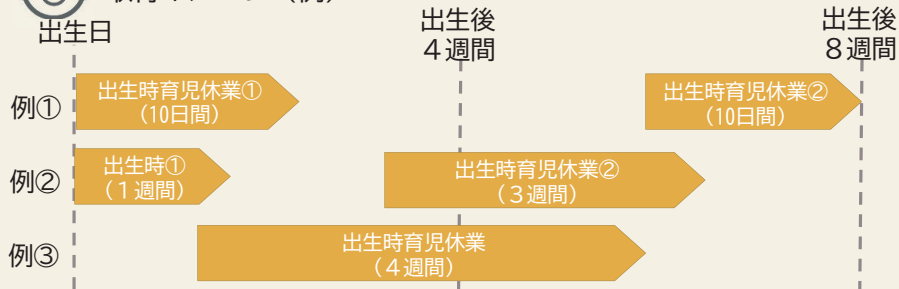 出生日
出生後
４週間
出生後
８週間
例①
出生時育児休業①
（10日間）
出生時育児休業②
（10日間）
例②
出生時①
（１週間）
出生時育児休業②
（３週間）
例③
出生時育児休業
（４週間）